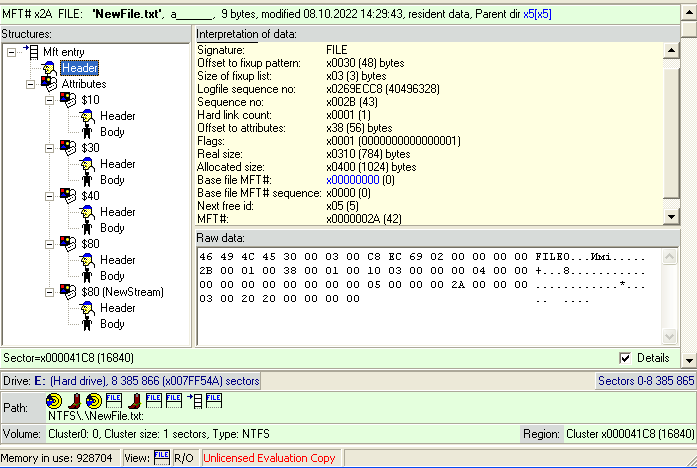 MFT# x2A FILE: 'NewFile.txt', a______, 9 bytes, modified 08.10.2022 14:29:43, resident data, Parent dir x5[x5]
Structures:
Mft entry
Header
Attributes
$10
Header
Body
$30
Header
Body
$40
Header
Body
$80
Header
Body
$80 (NewStream)
Header
Body
Interpretation of data:
Signature: FILE
Offset to fixup pattern: x0030 (48) bytes
Size of fixup list: x03 (3) bytes
Logfile sequence no: x0269ECC8 (40496328)
Sequence no: x002B (43)
Hard link count: x0001 (1)
Offset to attributes: x38 (56) bytes
Flags: x0001 (0000000000000001)
Real size: x0310 (784) bytes
Allocated size: x0400 (1024) bytes
Base file MFT#: x00000000 (0)
Base file MFT# sequence: x0000 (0)
Next free id: x05 (5)
MFT#: x0000002A (42)
Raw data:
46 49 4C 45 30 00 03 00 C8 EC 69 02 00 00 00 00 FILE0...Имi.....
2B 00 01 00 38 00 01 00 10 03 00 00 00 04 00 00 +...8...........
00 00 00 00 00 00 00 00 05 00 00 00 2A 00 00 00 ............*...
03 00 20 20 00 00 00 00 ..  ....
Sector=x000041C8 (16840)
Details
Drive: E: (Hard drive), 8 385 866 (x007FF54A) sectors
Sectors 0-8 385 865
Path:
FILE FILE FILE FILE
NTFS\.\NewFile.txt:
Volume: Cluster0: 0, Cluster size: 1 sectors, Type: NTFS
Region: Cluster x000041C8 (16840)
Memory in use: 928704
View: FILE R/O
Unlicensed Evaluation Copy